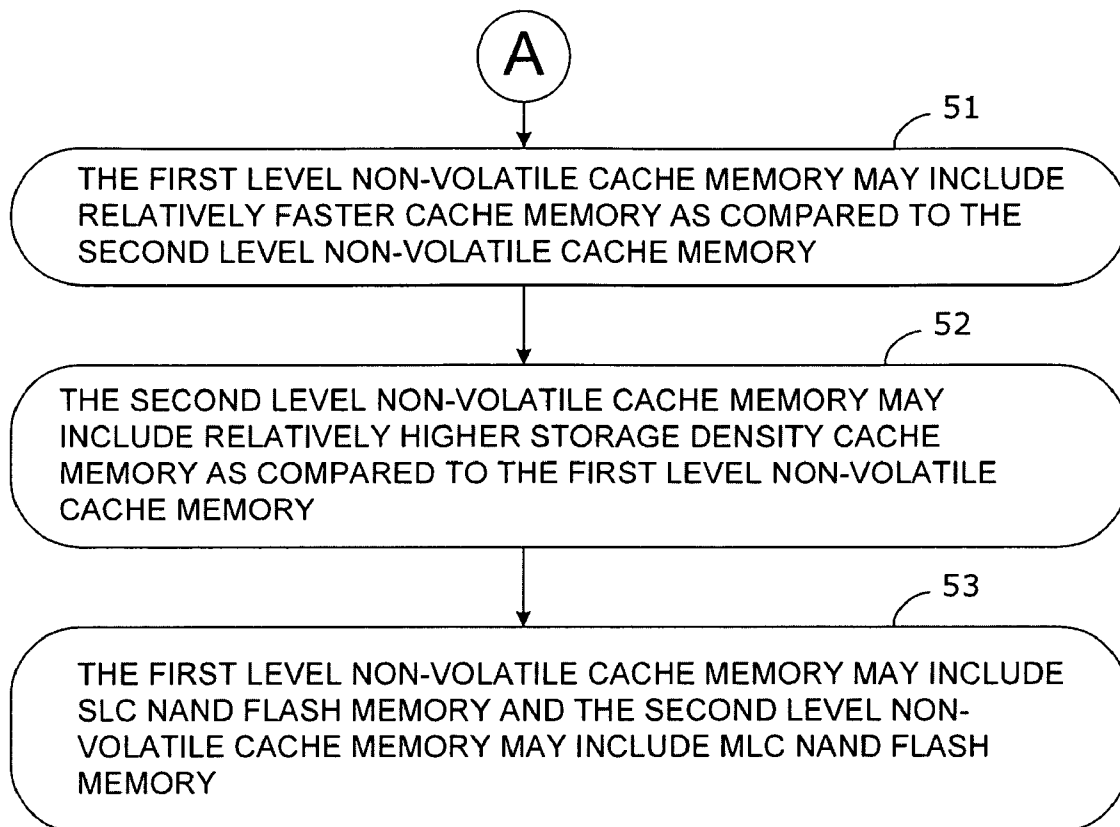 A
51
THE FIRST LEVEL NON-VOLATILE CACHE MEMORY MAY INCLUDE
RELATIVELY FASTER CACHE MEMORY AS COMPARED TO THE
SECOND LEVEL NON-VOLATILE CACHE MEMORY
52
THE SECOND LEVEL NON-VOLATILE CACHE MEMORY MAY
INCLUDE RELATIVELY HIGHER STORAGE DENSITY CACHE
MEMORY AS COMPARED TO THE FIRST LEVEL NON-VOLATILE
CACHE MEMORY
53
THE FIRST LEVEL NON-VOLATILE CACHE MEMORY MAY INCLUDE
SLC NAND FLASH MEMORY AND THE SECOND LEVEL NON-
VOLATILE CACHE MEMORY MAY INCLUDE MLC NAND FLASH
MEMORY